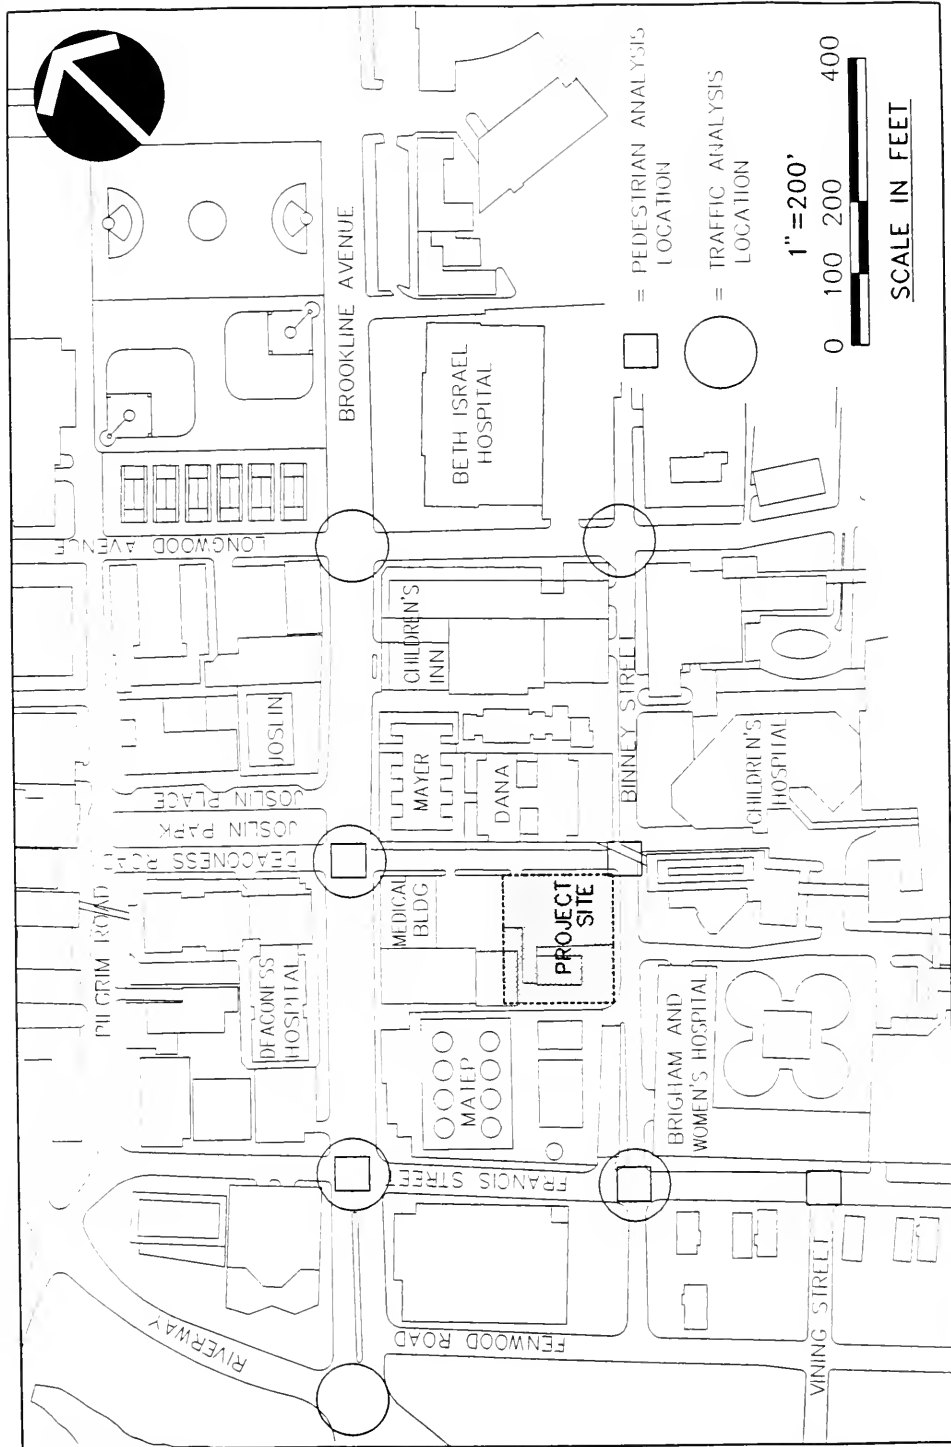 PILGRIM ROAD
RIVERWAY
LONGWOOD AVENUE
JOSLIN PLACE
JOSLIN PARK
DEACONESS ROAD
JOSLIN
DEACONESS
HOSPITAL
BROOKLINE AVENUE
BETH ISRAEL
HOSPITAL
CHILDREN'S
INN
MAYER
DANA
MEDICAL
BLDG
PROJECT
SITE
MATEP
FRANCIS STREE
FENWOOD ROAD
BINNEY STREET
CHILDREN'S
HOSPITAL
BRIGHAM AND
WOMEN'S HOSPITAL
VINING STREET
= PEDESTRIAN ANALYSIS
LOCATION
= TRAFFIC ANALYSIS
LOCATION
1"=200'
0 100 200 400
SCALE IN FEET